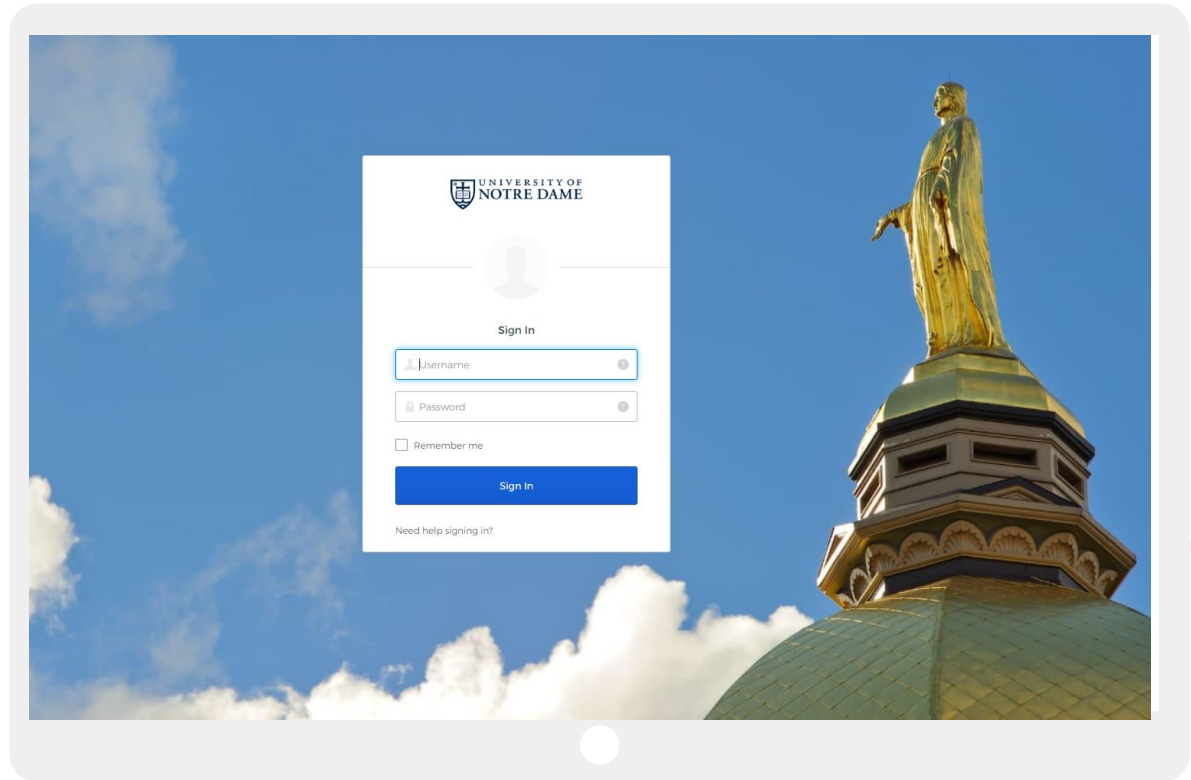 UNIVERSITY OF
NOTRE DAME
Sign In
Username
Password
Remember me
Sign In
Need help signing in?